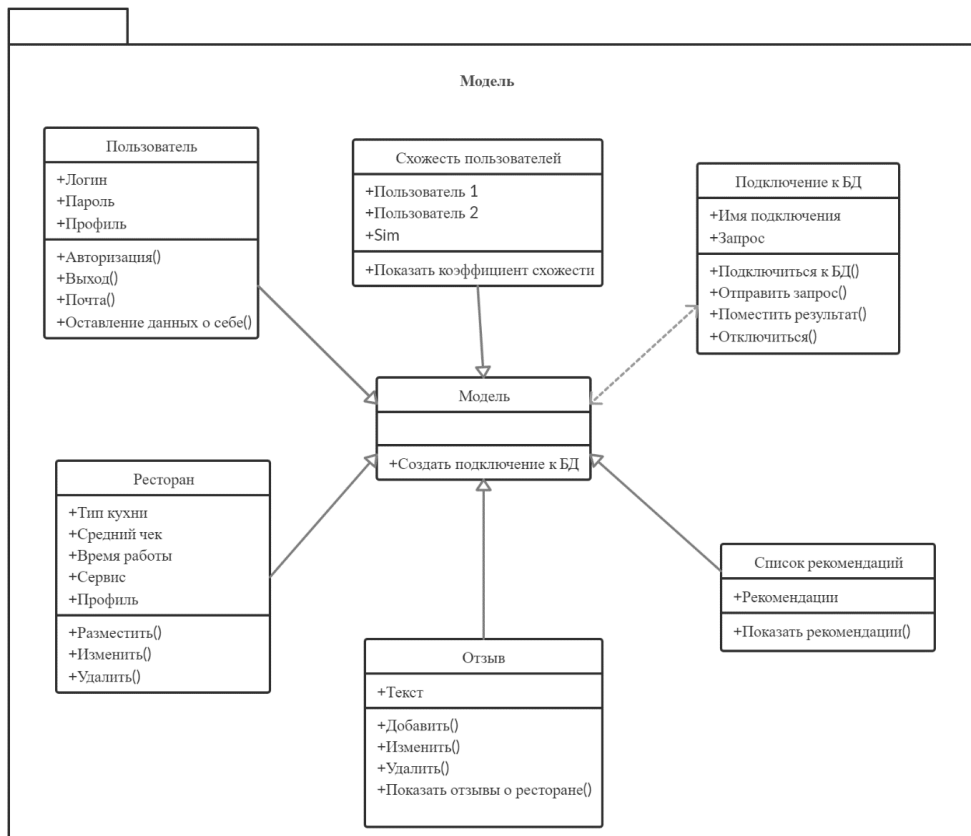 Модель
Пользователь
+Логин
+Пароль
+Профиль
+Авторизация()
+Выход()
+Почта()
+Оставление данных о себе()
Схожесть пользователей
+Пользователь 1
+Пользователь 2
+Sim
+Показать коэффициент схожести
Подключение к БД
+Имя подключения
+Запрос
+Подключиться к БД()
+Отправить запрос()
+Поместить результат()
+Отключиться()
Модель
+Создать подключение к БД
Ресторан
+Тип кухни
+Средний чек
+Время работы
+Сервис
+Профиль
+Разместить()
+Изменить()
+Удалить()
Отзыв
+Текст
+Добавить()
+Изменить()
+Удалить()
+Показать отзывы о ресторане()
Список рекомендаций
+Рекомендации
+Показать рекомендации()